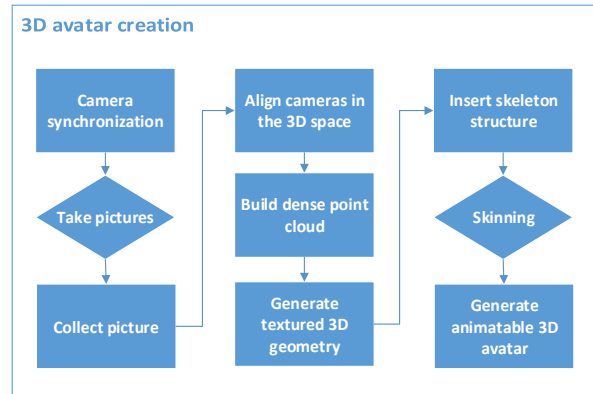 3D avatar creation
Camera
synchronization
Take pictures
Collect picture
Align cameras in
the 3D space
Build dense point
cloud
Generate
textured 3D
geometry
Insert skeleton
structure
Skinning
Generate
animatable 3D
avatar